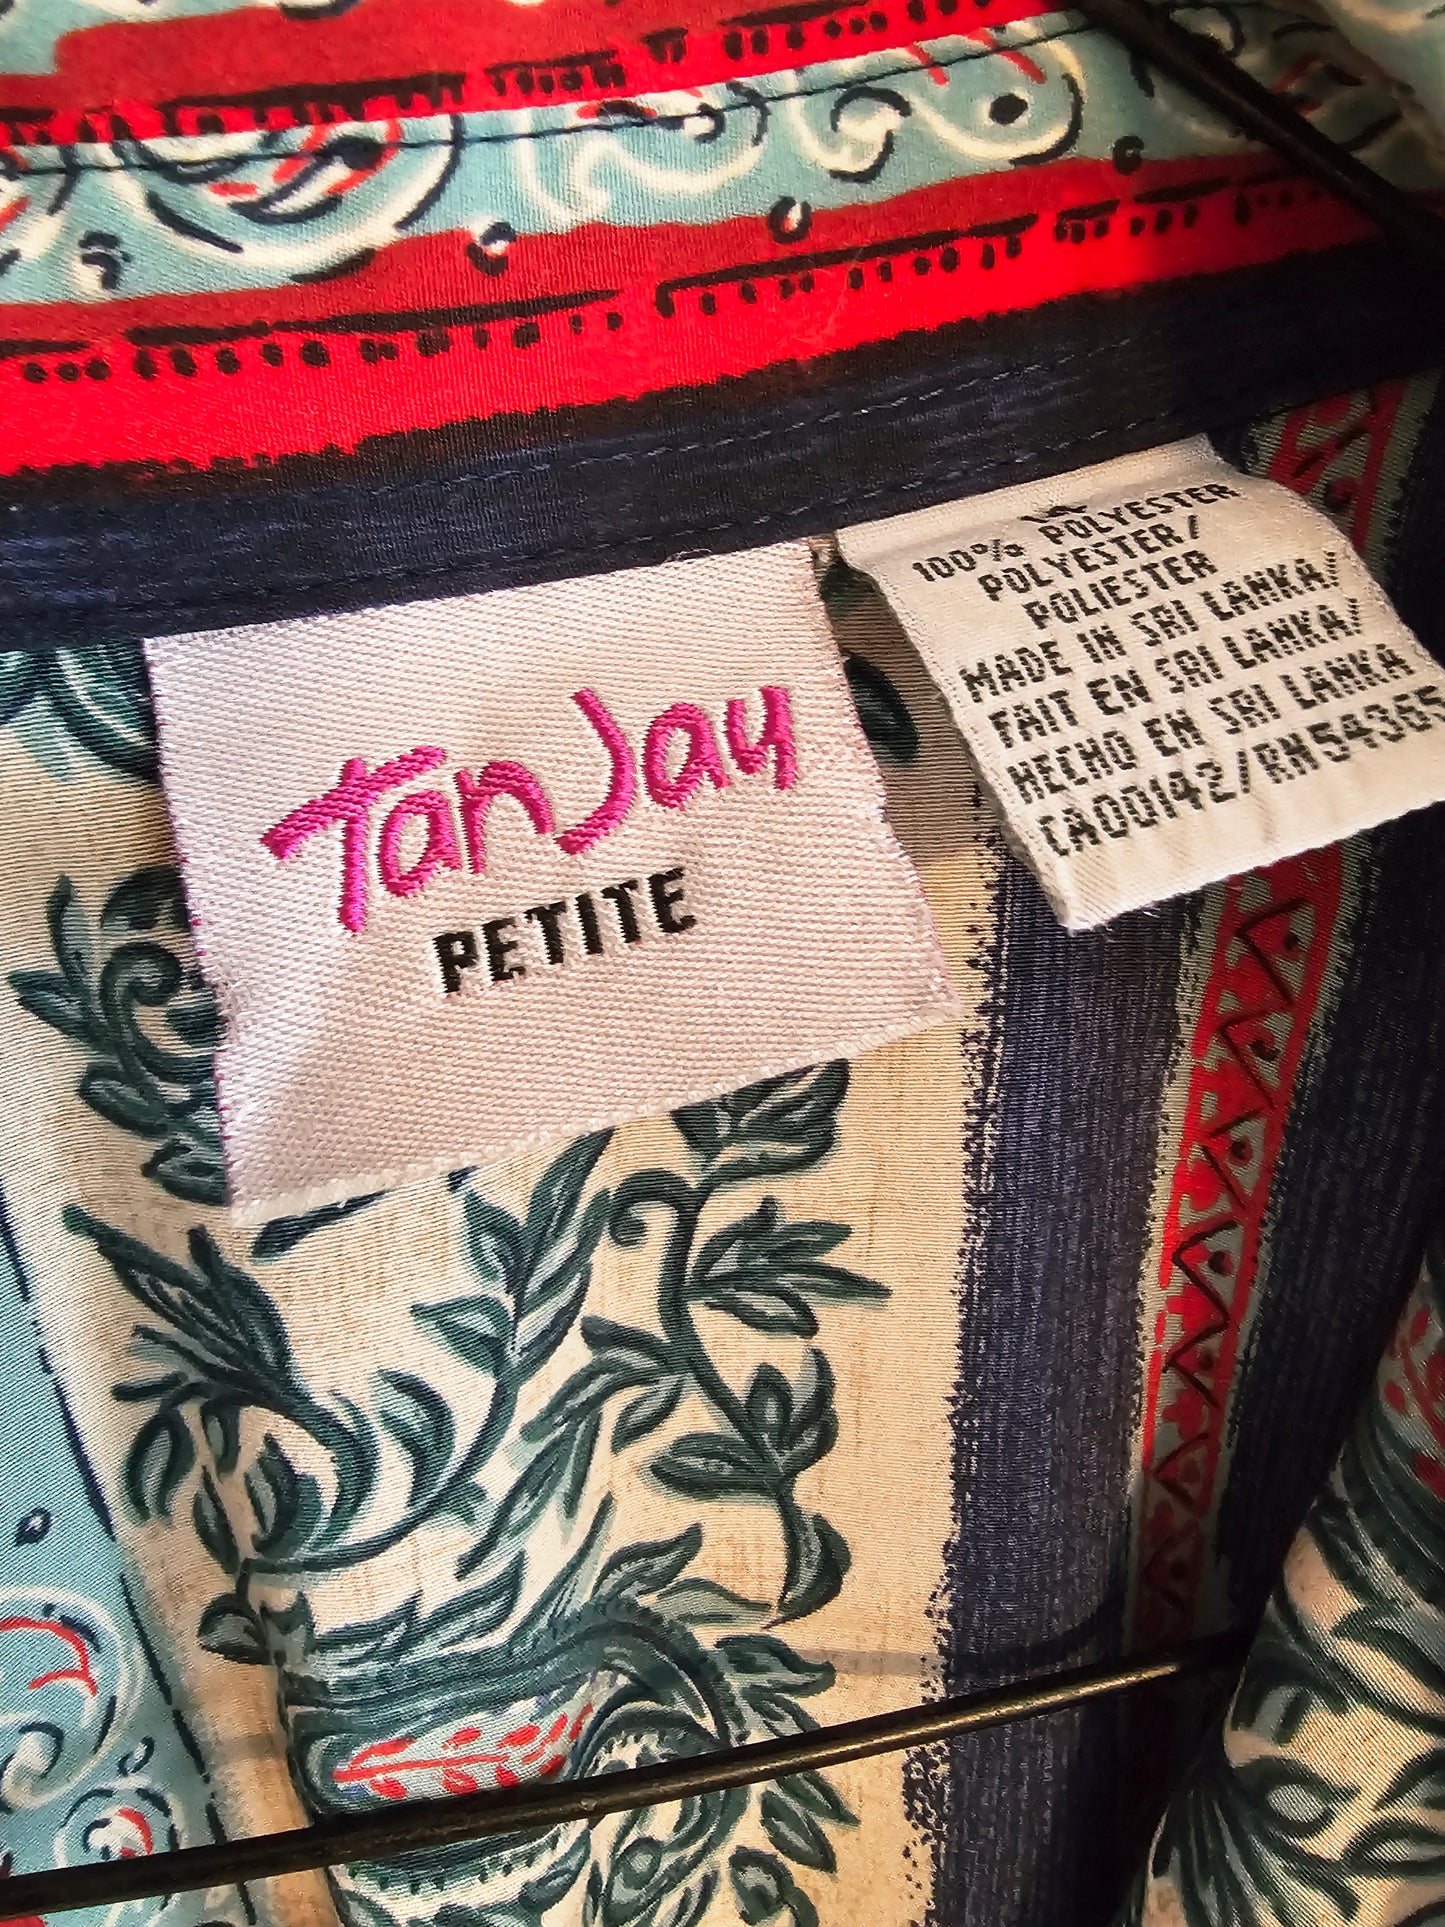 TanJay
PETITE
100% POLYESTER
POLYESTER/
POLIESTER
MADE IN SRI LANKA/
FAIT EN SRI LANKA/
HECHO EN SRI LANKA
CA00142/RN54365